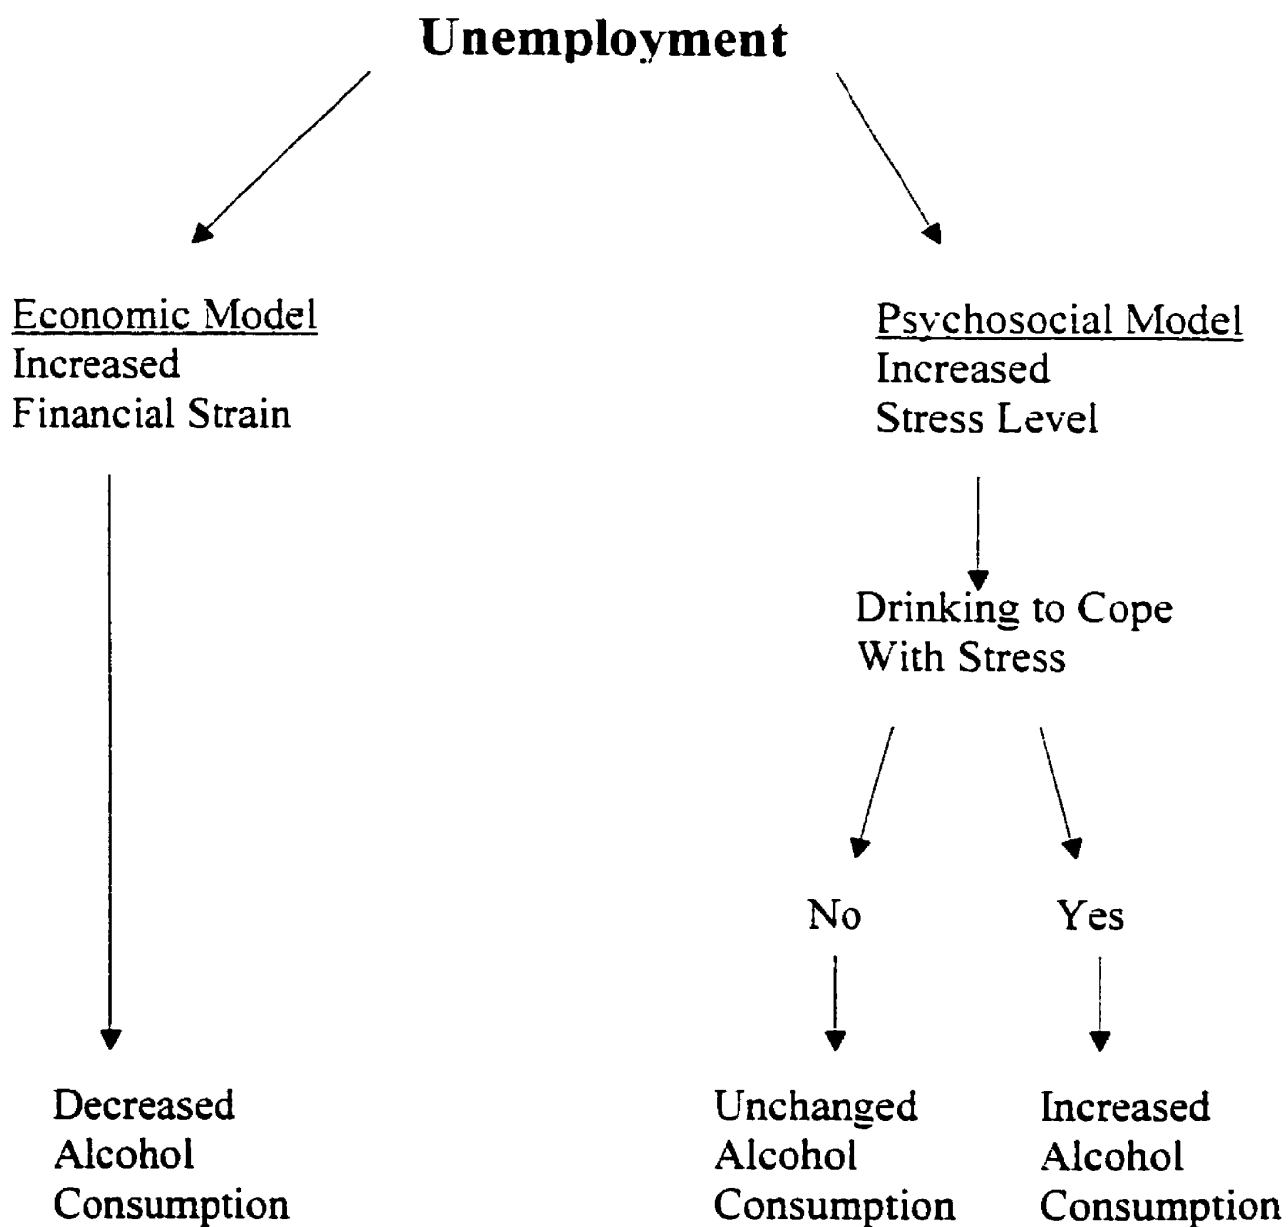 Unemployment
Economic Model
Increased
Financial Strain
Psychosocial Model
Increased
Stress Level
Drinking to Cope
With Stress
No
Yes
Decreased
Alcohol
Consumption
Unchanged
Alcohol
Consumption
Increased
Alcohol
Consumption